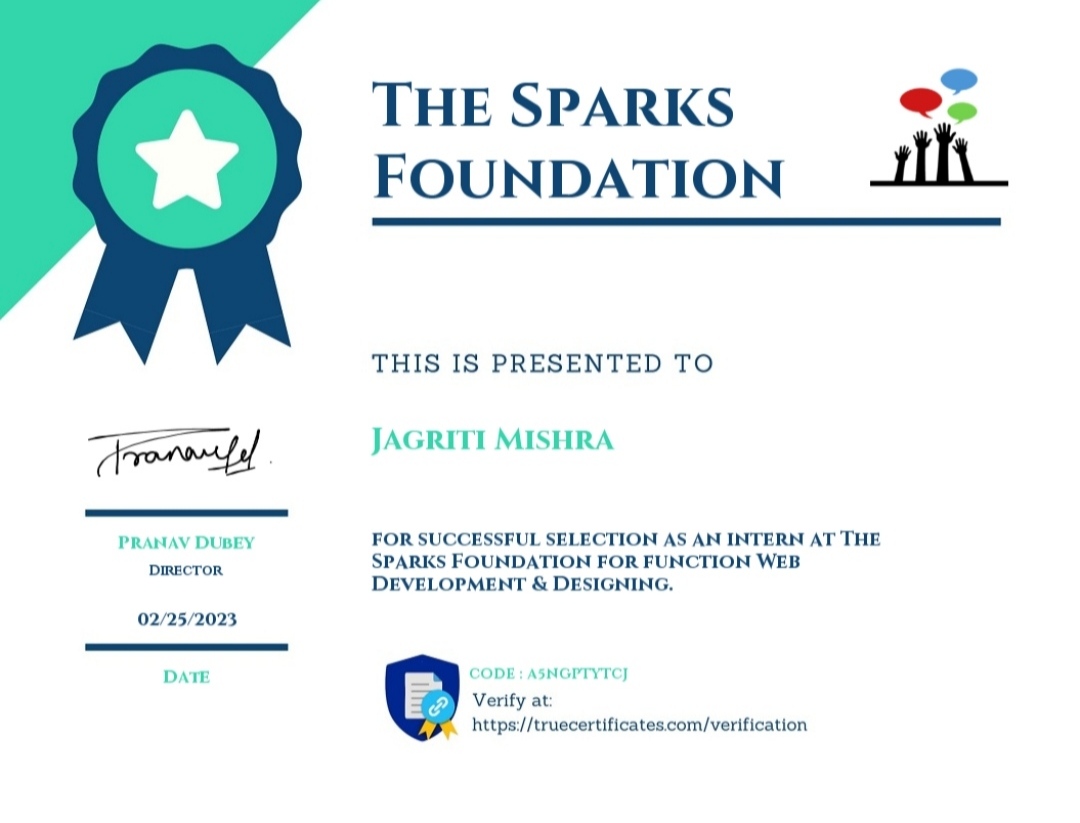 The Sparks
Foundation
THIS IS PRESENTED TO
Jagriti Mishra
for successful selection as an intern at The
Sparks Foundation for function Web
Development & Designing.
Pranav Dubey
Director
02/25/2023
Date
CODE : A5NGPTYTCJ
Verify at:
https://truecertificates.com/verification